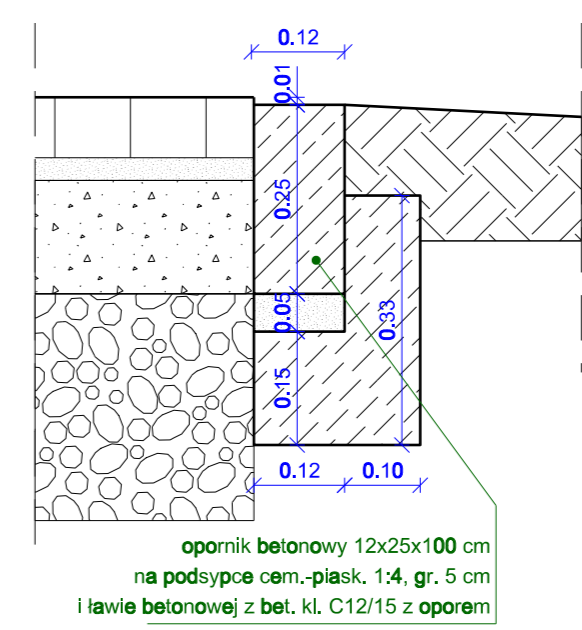 0.12
0.01
0.25
0.05
0.33
0.15
0.12
0.10
opornik betonowy 12x25x100 cm
na podsypce cem.-piask. 1:4, gr. 5 cm
i ławie betonowej z bet. kl. C12/15 z oporem